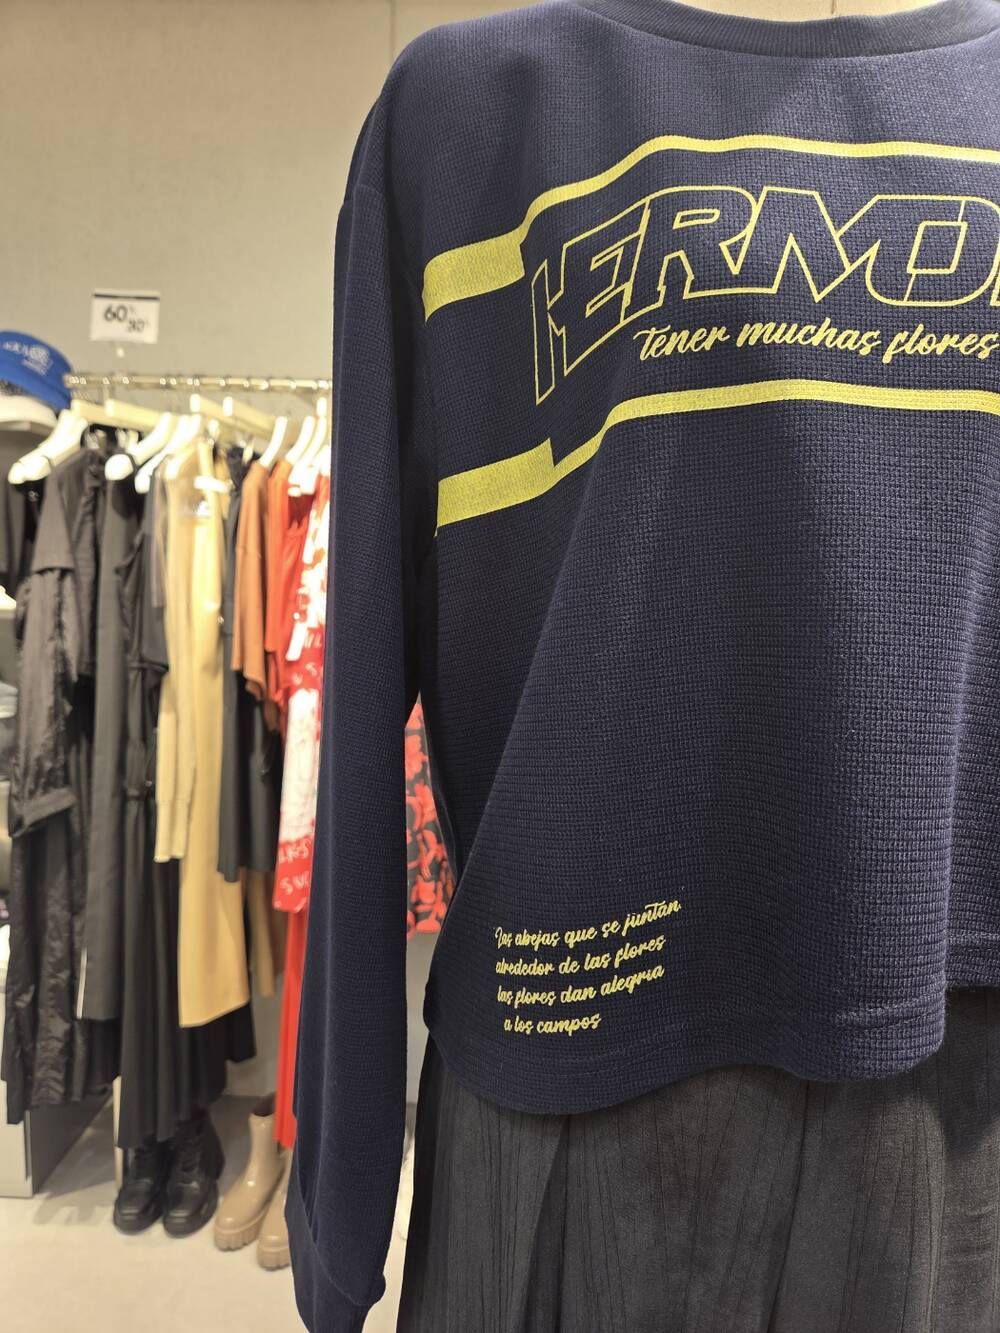 HERMO
Tener muchas flores
Las abejas que se juntan
alrededor de las flores
las flores dan alegria
a los campos
60%
30%